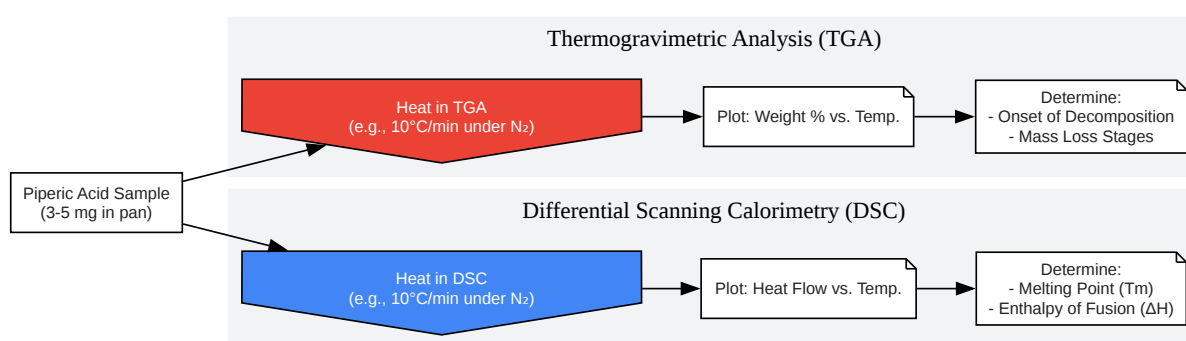 Thermogravimetric Analysis (TGA)
Heat in TGA
(e.g., 10°C/min under N₂)
Plot: Weight % vs. Temp.
Determine:
- Onset of Decomposition
- Mass Loss Stages
Piperic Acid Sample
(3-5 mg in pan)
Differential Scanning Calorimetry (DSC)
Heat in DSC
(e.g., 10°C/min under N₂)
Plot: Heat Flow vs. Temp.
Determine:
- Melting Point (Tm)
- Enthalpy of Fusion (ΔH)